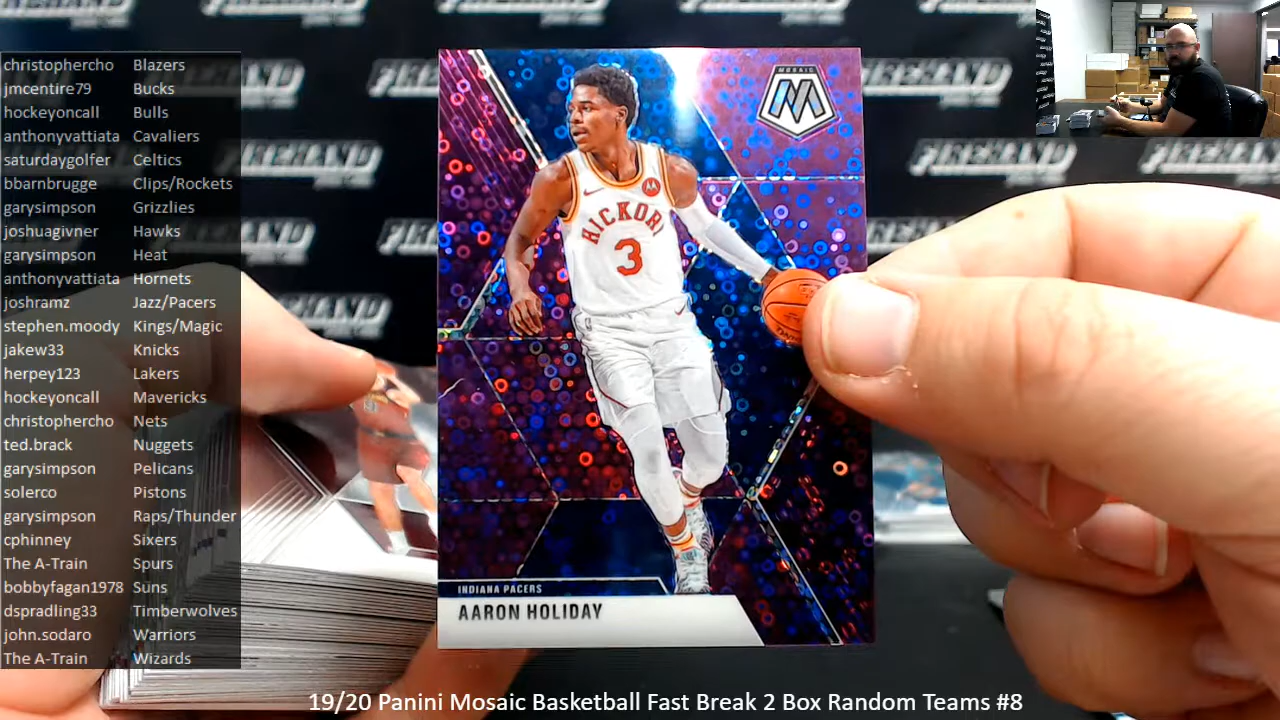 christophercho Blazers
jmcentire79 Bucks
hockeyoncall Bulls
anthonyvattiata Cavaliers
saturdaygolfer Celtics
bbarnbrugge Clips/Rockets
garysimpson Grizzlies
joshuagivner Hawks
garysimpson Heat
anthonyvattiata Hornets
joshramz Jazz/Pacers
stephen.moody Kings/Magic
jakew33 Knicks
herpey123 Lakers
hockeyoncall Mavericks
christophercho Nets
ted.brack Nuggets
garysimpson Pelicans
solerco Pistons
garysimpson Raps/Thunder
cphinney Sixers
The A-Train Spurs
bobbyfagan1978 Suns
dspradling33 Timberwolves
john.sodaro Warriors
The A-Train Wizards
MOSAIC
M
HICKORY
3
INDIANA PACERS
AARON HOLIDAY
FIREHAND
FIREHAND
19/20 Panini Mosaic Basketball Fast Break 2 Box Random Teams #8